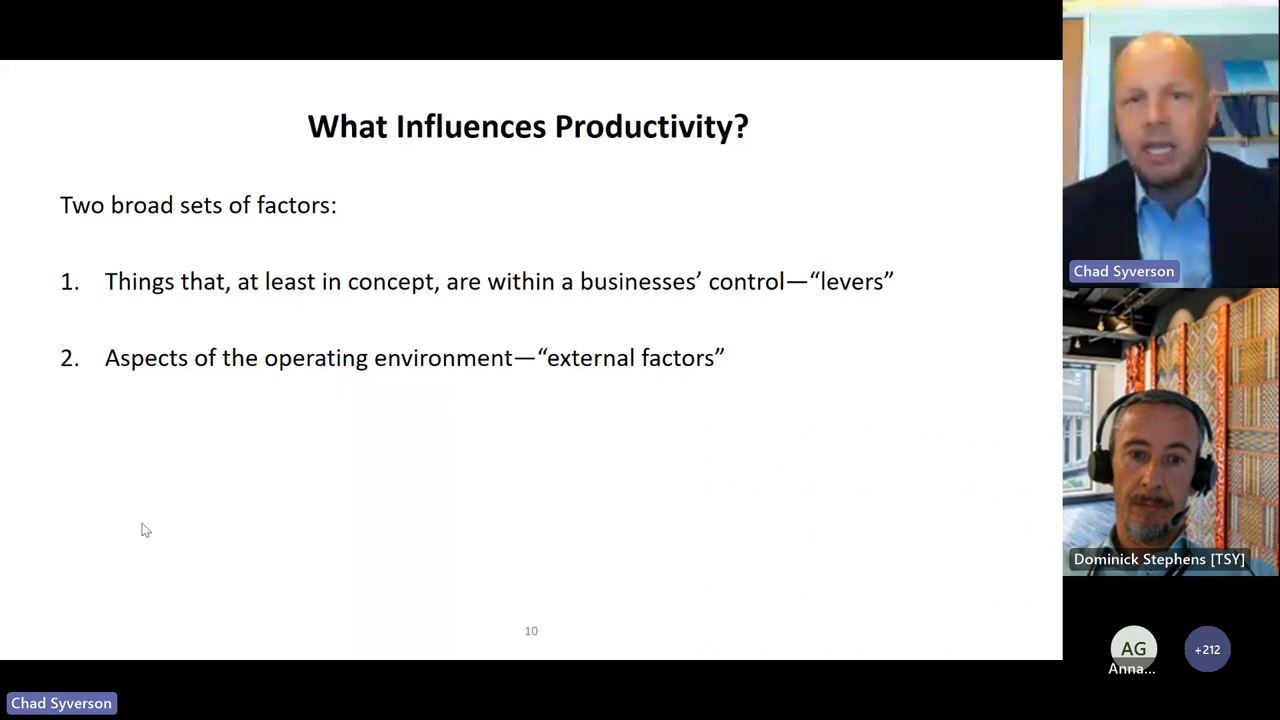 What Influences Productivity?
Two broad sets of factors:
1. Things that, at least in concept, are within a businesses’ control—“levers”
2. Aspects of the operating environment—“external factors”
10
Chad Syverson
Chad Syverson
Dominick Stephens [TSY]
AG
Anna...
+212